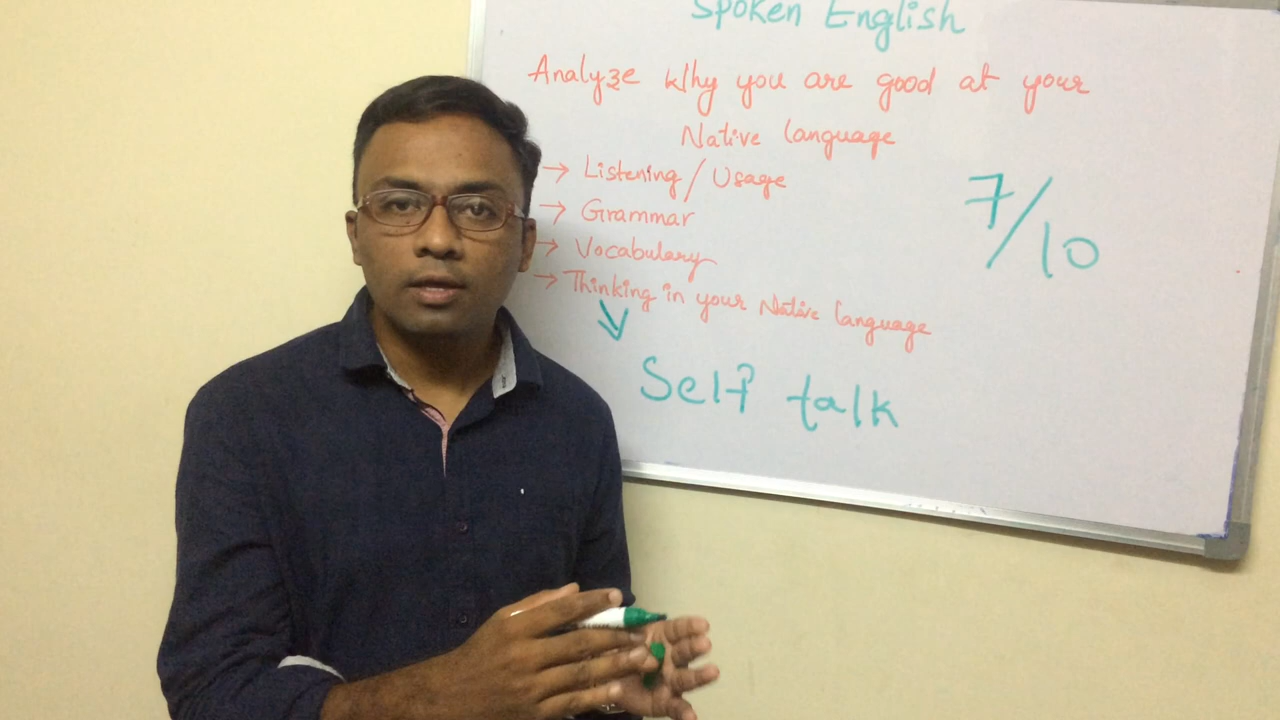 Spoken English
Analyze Why you are good at your
Native language
→ Listening / Usage
→ Grammar
→ Vocabulary
→ Thinking in your Native language
Self talk
7/10